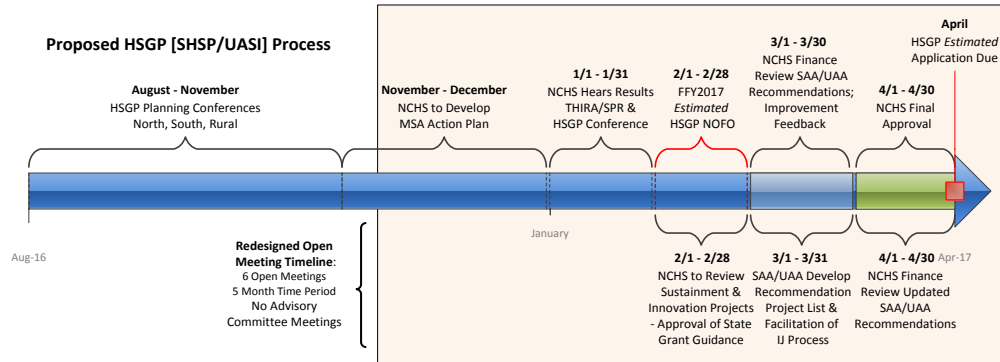 Proposed HSGP [SHSP/UASI] Process
August - November
HSGP Planning Conferences
North, South, Rural
November - December
NCHS to Develop
MSA Action Plan
1/1 - 1/31
NCHS Hears Results
THIRA/SPR &
HSGP Conference
2/1 - 2/28
FFY2017
Estimated
HSGP NOFO
3/1 - 3/30
NCHS Finance
Review SAA/UAA
Recommendations;
Improvement
Feedback
4/1 - 4/30
NCHS Final
Approval
April
HSGP Estimated
Application Due
Aug-16
January
Apr-17
Redesigned Open
Meeting Timeline:
6 Open Meetings
5 Month Time Period
No Advisory
Committee Meetings
2/1 - 2/28
NCHS to Review
Sustainment &
Innovation Projects
- Approval of State
Grant Guidance
3/1 - 3/31
SAA/UAA Develop
Recommendation
Project List &
Facilitation of
IJ Process
4/1 - 4/30
NCHS Finance
Review Updated
SAA/UAA
Recommendations